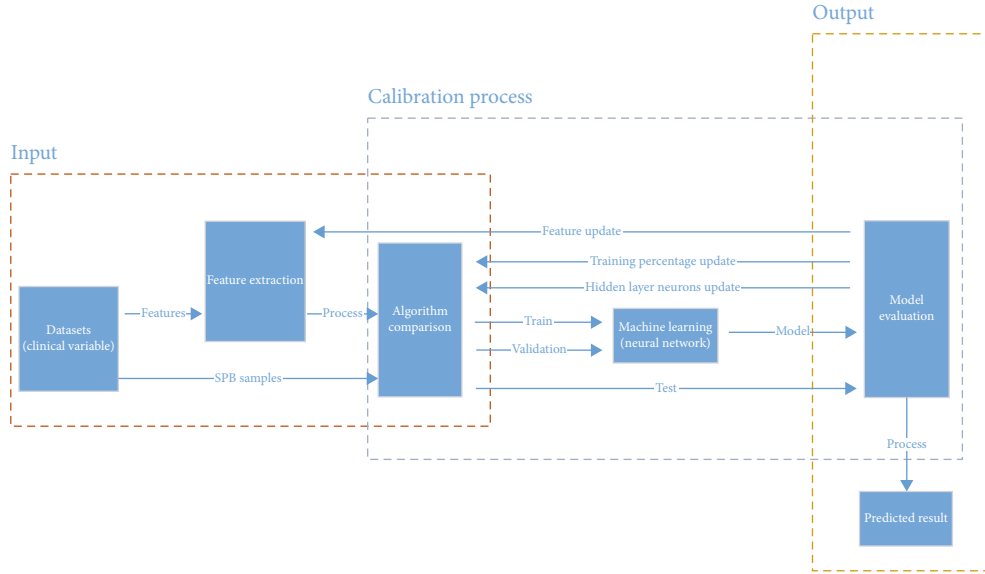 Output
Calibration process
Input
Feature update
Feature extraction
Training percentage update
Hidden layer neurons update
Datasets
(clinical variable)
Features
Process
Algorithm
comparison
Train
Validation
Machine learning
(neural network)
Model
Model
evaluation
SPB samples
Test
Process
Predicted result